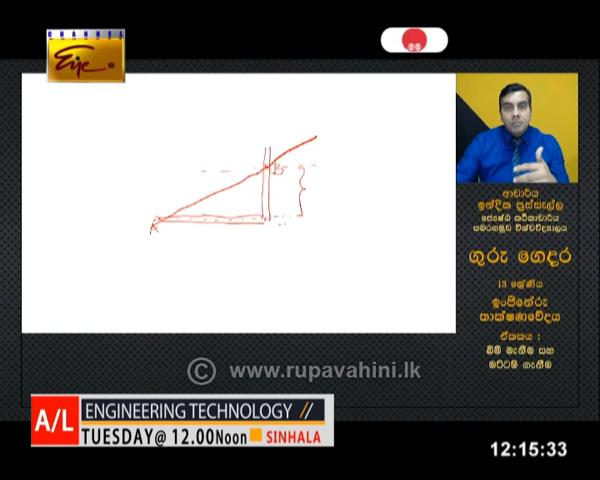 CHANNEL
Eye
A
B
ආචාර්ය
ඉන්දික පුස්සැල්ල
ජ්‍යෙෂ්ඨ කථිකාචාර්ය
සබරගමුව විශ්වවිද්‍යාලය
ගුරු ගෙදර
13 ශ්‍රේණිය
ඉංජිනේරු
තාක්ෂණවේදය
ඒකකය :
බිම් මැනීම සහ
මට්ටම් ගැනීම
© www.rupavahini.lk
A/L ENGINEERING TECHNOLOGY //
TUESDAY@ 12.00Noon SINHALA
12:15:33